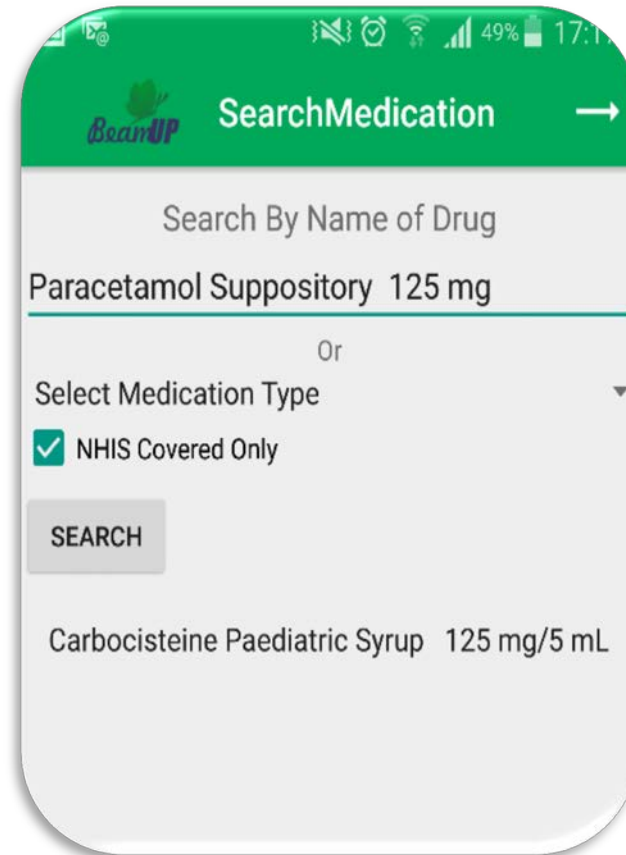 49% 17:1
BeamUP SearchMedication
Search By Name of Drug
Paracetamol Suppository 125 mg
Or
Select Medication Type
NHIS Covered Only
SEARCH
Carbocisteine Paediatric Syrup 125 mg/5 mL